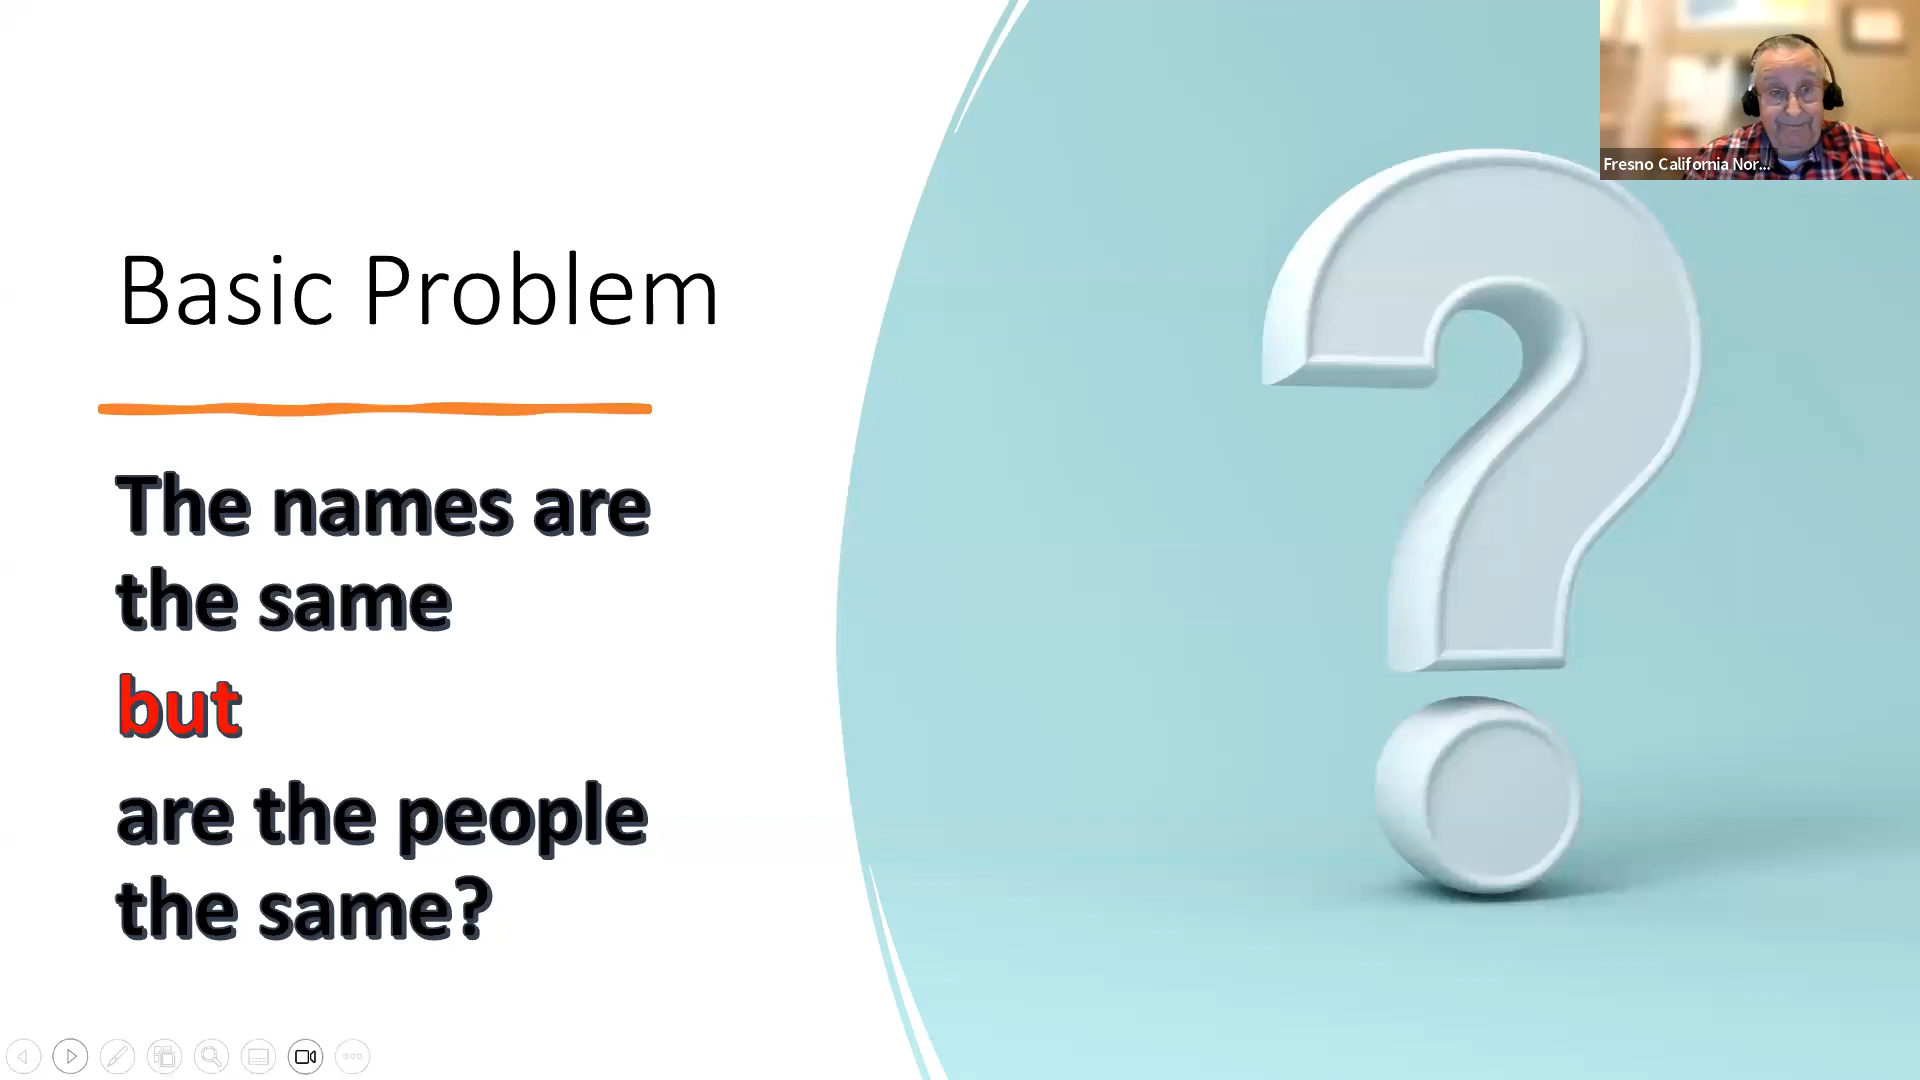 Fresno California Nor...
Basic Problem
The names are
the same
but
are the people
the same?